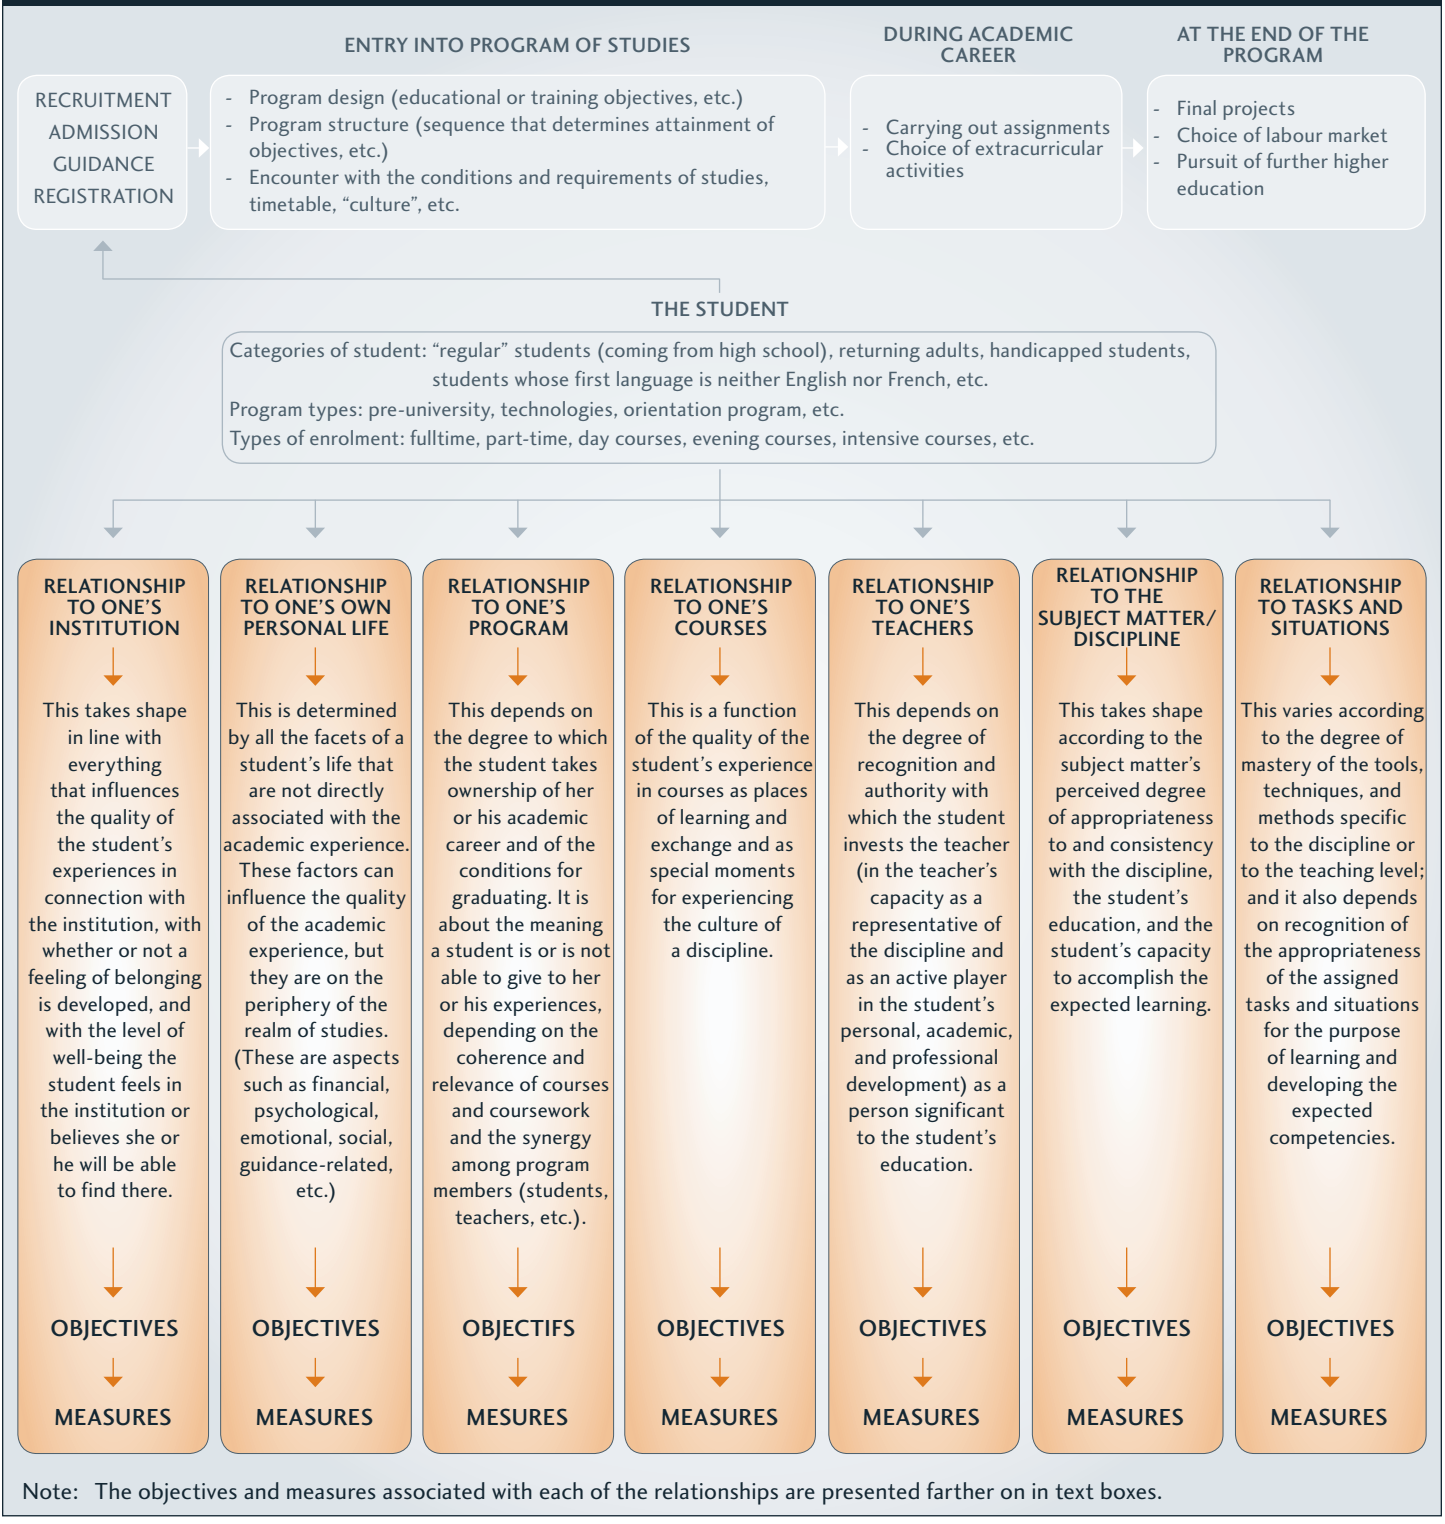 ENTRY INTO PROGRAM OF STUDIES
DURING ACADEMIC
CAREER
AT THE END OF THE
PROGRAM
RECRUITMENT
ADMISSION
GUIDANCE
REGISTRATION
- Program design (educational or training objectives, etc.)
- Program structure (sequence that determines attainment of
objectives, etc.)
- Encounter with the conditions and requirements of studies,
timetable, “culture”, etc.
- Carrying out assignments
- Choice of extracurricular
activities
- Final projects
- Choice of labour market
- Pursuit of further higher
education
THE STUDENT
Categories of student: “regular” students (coming from high school), returning adults, handicapped students,
students whose first language is neither English nor French, etc.
Program types: pre-university, technologies, orientation program, etc.
Types of enrolment: fulltime, part-time, day courses, evening courses, intensive courses, etc.
RELATIONSHIP
TO ONE’S
INSTITUTION
This takes shape
in line with
everything
that influences
the quality of
the student’s
experiences in
connection with
the institution, with
whether or not a
feeling of belonging
is developed, and
with the level of
well-being the
student feels in
the institution or
believes she or
he will be able
to find there.
OBJECTIVES
MEASURES
RELATIONSHIP
TO ONE’S OWN
PERSONAL LIFE
This is determined
by all the facets of a
student’s life that
are not directly
associated with the
academic experience.
These factors can
influence the quality
of the academic
experience, but
they are on the
periphery of the
realm of studies.
(These are aspects
such as financial,
psychological,
emotional, social,
guidance-related,
etc.)
OBJECTIVES
MEASURES
RELATIONSHIP
TO ONE’S
PROGRAM
This depends on
the degree to which
the student takes
ownership of her
or his academic
career and of the
conditions for
graduating. It is
about the meaning
a student is or is not
able to give to her
or his experiences,
depending on the
coherence and
relevance of courses
and coursework
and the synergy
among program
members (students,
teachers, etc.).
OBJECTIFS
MESURES
RELATIONSHIP
TO ONE’S
COURSES
This is a function
of the quality of the
student’s experience
in courses as places
of learning and
exchange and as
special moments
for experiencing
the culture of
a discipline.
OBJECTIVES
MEASURES
RELATIONSHIP
TO ONE’S
TEACHERS
This depends on
the degree of
recognition and
authority with
which the student
invests the teacher
(in the teacher’s
capacity as a
representative of
the discipline and
as an active player
in the student’s
personal, academic,
and professional
development) as a
person significant
to the student’s
education.
OBJECTIVES
MEASURES
RELATIONSHIP
TO THE
SUBJECT MATTER/
DISCIPLINE
This takes shape
according to the
subject matter’s
perceived degree
of appropriateness
to and consistency
with the discipline,
the student’s
education, and the
student’s capacity
to accomplish the
expected learning.
OBJECTIVES
MEASURES
RELATIONSHIP
TO TASKS AND
SITUATIONS
This varies according
to the degree of
mastery of the tools,
techniques, and
methods specific
to the discipline or
to the teaching level;
and it also depends
on recognition of
the appropriateness
of the assigned
tasks and situations
for the purpose
of learning and
developing the
expected
competencies.
OBJECTIVES
MEASURES
Note: The objectives and measures associated with each of the relationships are presented farther on in text boxes.